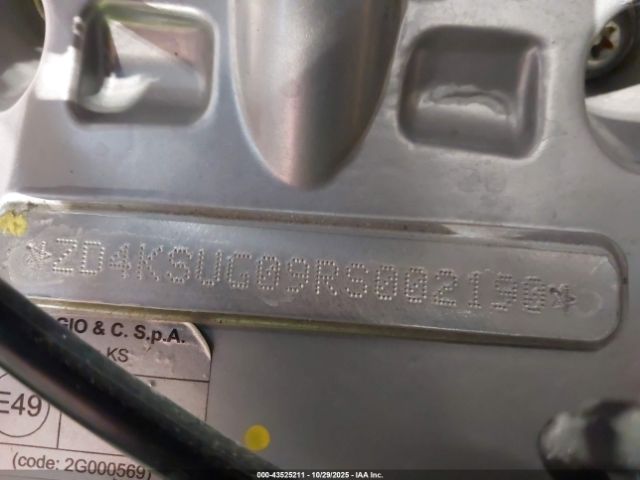 *ZD4KSUG09RS002190*
GIO & C. S.p.A.
KS
E49
(code: 2G000569)
000-43525211 - 10/29/2025 - IAA Inc.